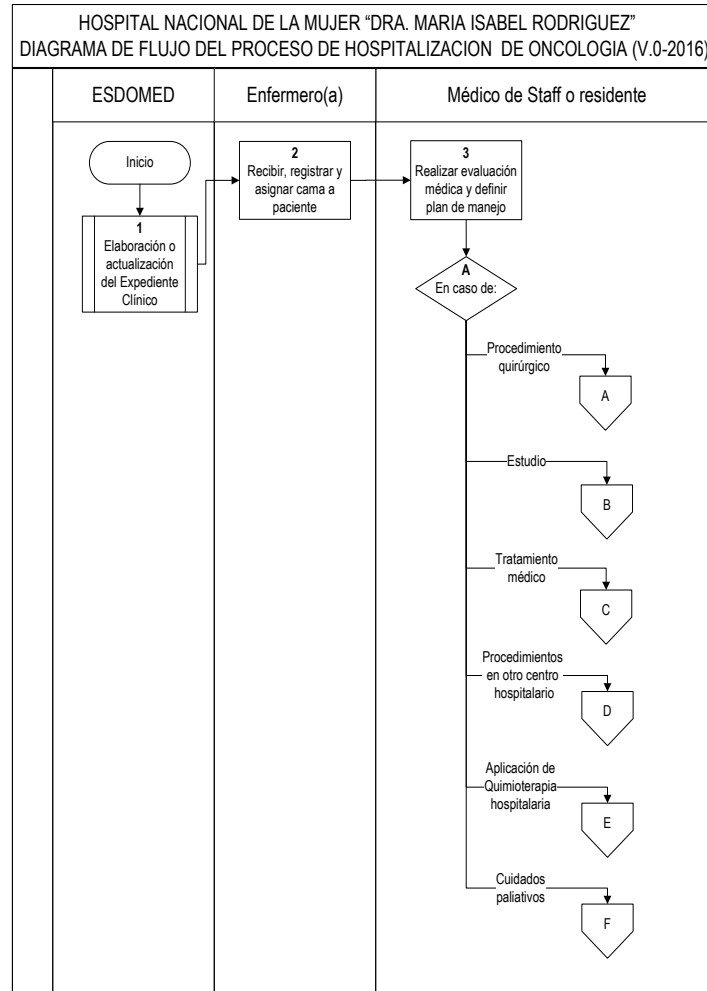 HOSPITAL NACIONAL DE LA MUJER “DRA. MARIA ISABEL RODRIGUEZ”
DIAGRAMA DE FLUJO DEL PROCESO DE HOSPITALIZACION DE ONCOLOGIA (V.0-2016)
ESDOMED
Enfermero(a)
Médico de Staff o residente
Inicio
1
Elaboración o
actualización
del Expediente
Clínico
2
Recibir, registrar y
asignar cama a
paciente
3
Realizar evaluación
médica y definir
plan de manejo
A
En caso de:
Procedimiento
quirúrgico
A
Estudio
B
Tratamiento
médico
C
Procedimientos
en otro centro
hospitalario
D
Aplicación de
Quimioterapia
hospitalaria
E
Cuidados
paliativos
F